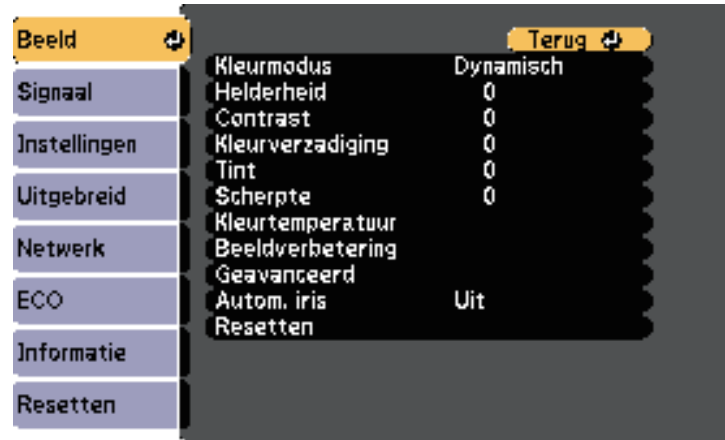 Beeld
Signaal
Instellingen
Uitgebreid
Netwerk
ECO
Informatie
Resetten
Terug
Kleurmodus Dynamisch
Helderheid 0
Contrast 0
Kleurverzadiging 0
Tint 0
Scherpte 0
Kleurtemperatuur
Beeldverbetering
Geavanceerd
Autom. iris Uit
Resetten